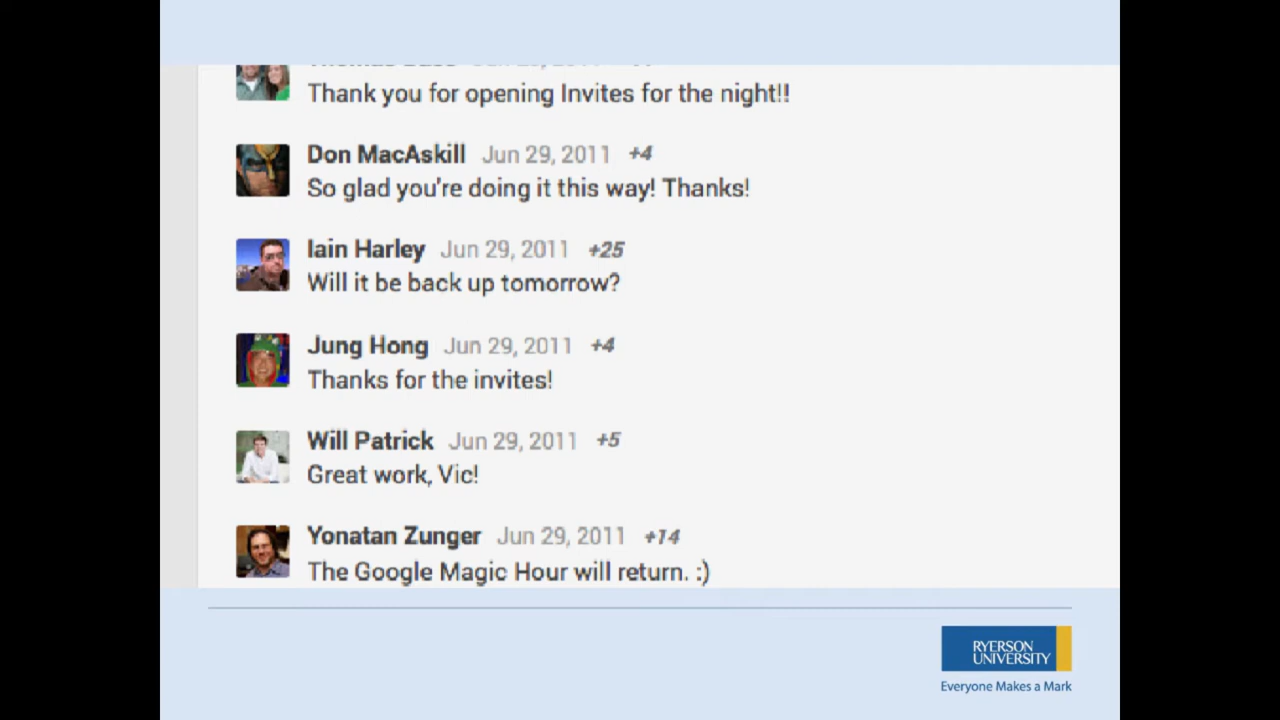 Thank you for opening Invites for the night!!
Don MacAskill Jun 29, 2011 +4
So glad you're doing it this way! Thanks!
Iain Harley Jun 29, 2011 +25
Will it be back up tomorrow?
Jung Hong Jun 29, 2011 +4
Thanks for the invites!
Will Patrick Jun 29, 2011 +5
Great work, Vic!
Yonatan Zunger Jun 29, 2011 +14
The Google Magic Hour will return. :)
RYERSON
UNIVERSITY
Everyone Makes a Mark